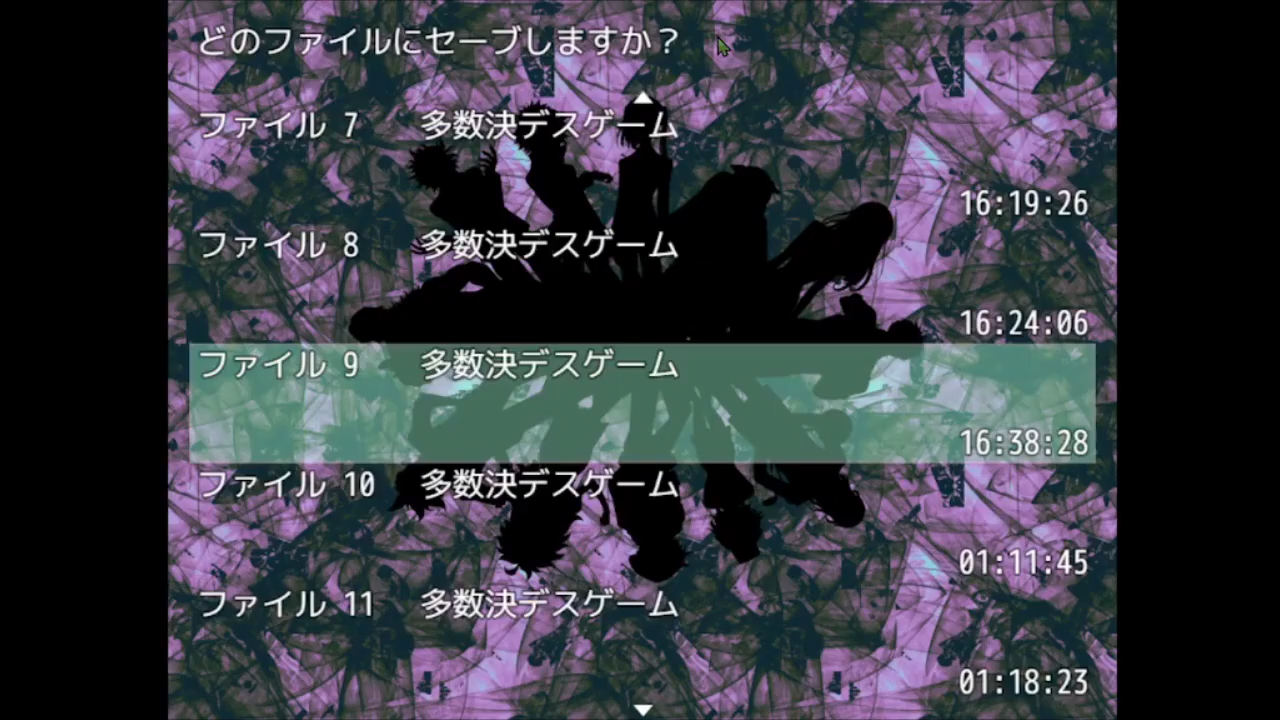 どのファイルにセーブしますか？
ファイル 7 多数決デスゲーム
16:19:26
ファイル 8 多数決デスゲーム
16:24:06
ファイル 9 多数決デスゲーム
16:38:28
ファイル 10 多数決デスゲーム
01:11:45
ファイル 11 多数決デスゲーム
01:18:23